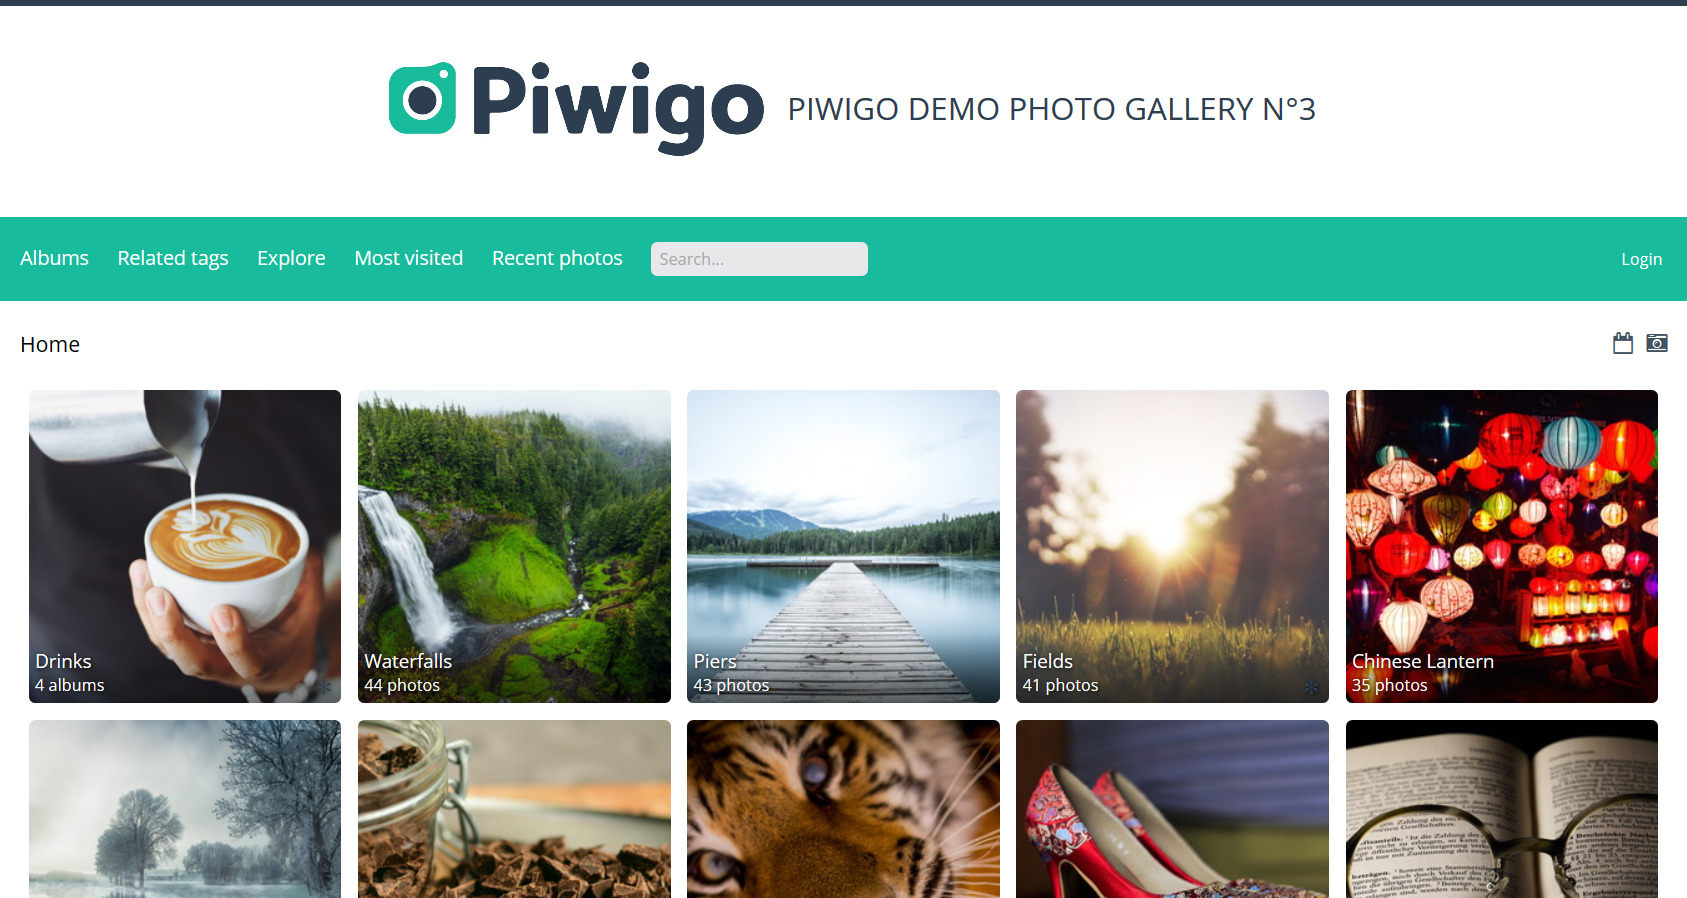 Piwigo PIWIGO DEMO PHOTO GALLERY N°3
Albums Related tags Explore Most visited Recent photos Search... Login
Home
Drinks
4 albums
Waterfalls
44 photos
Piers
43 photos
Fields
41 photos
Chinese Lantern
35 photos